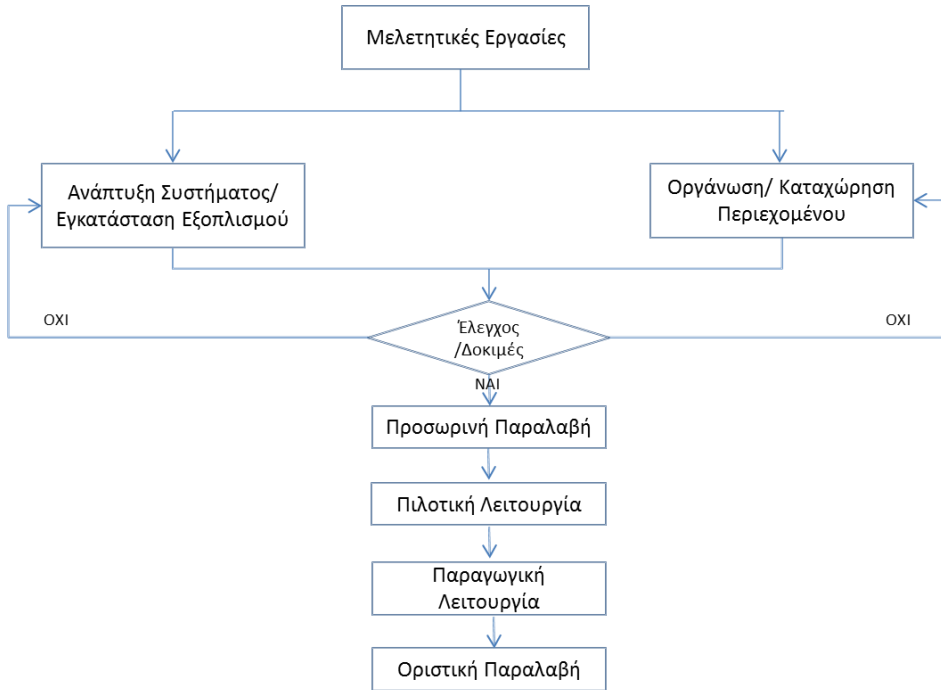 Μελετητικές Εργασίες
Ανάπτυξη Συστήματος/
Εγκατάσταση Εξοπλισμού
Οργάνωση/ Καταχώρηση
Περιεχομένου
ΟΧΙ
Έλεγχος
/Δοκιμές
ΟΧΙ
ΝΑΙ
Προσωρινή Παραλαβή
Πιλοτική Λειτουργία
Παραγωγική
Λειτουργία
Οριστική Παραλαβή